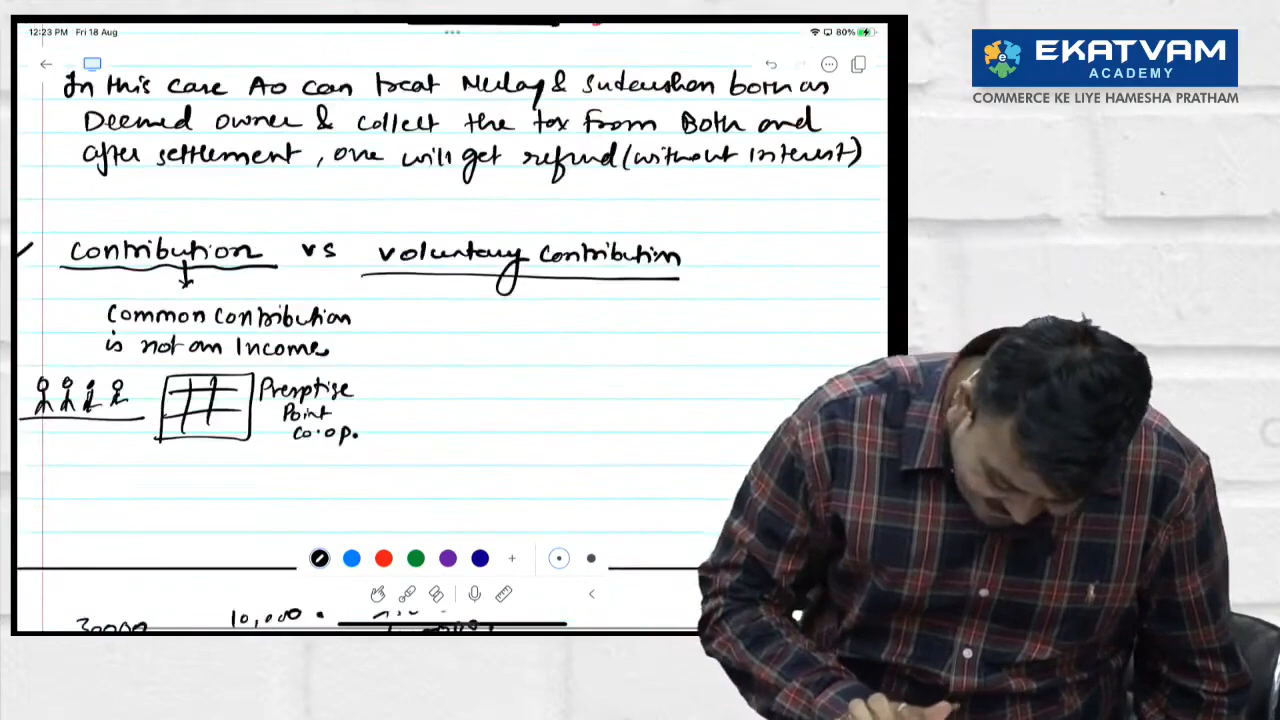 12:23 PM Fri 18 Aug
80%
In this case AO can treat & Sudarshan both as
Deemed owner & collect the tax from Both and
after settlement, one will get refund (without interest)
Contribution vs voluntary contribution
Common contribution
is not an Income
Point
co.op.
30000
10,000
EKATVAM
ACADEMY
COMMERCE KE LIYE HAMESHA PRATHAM